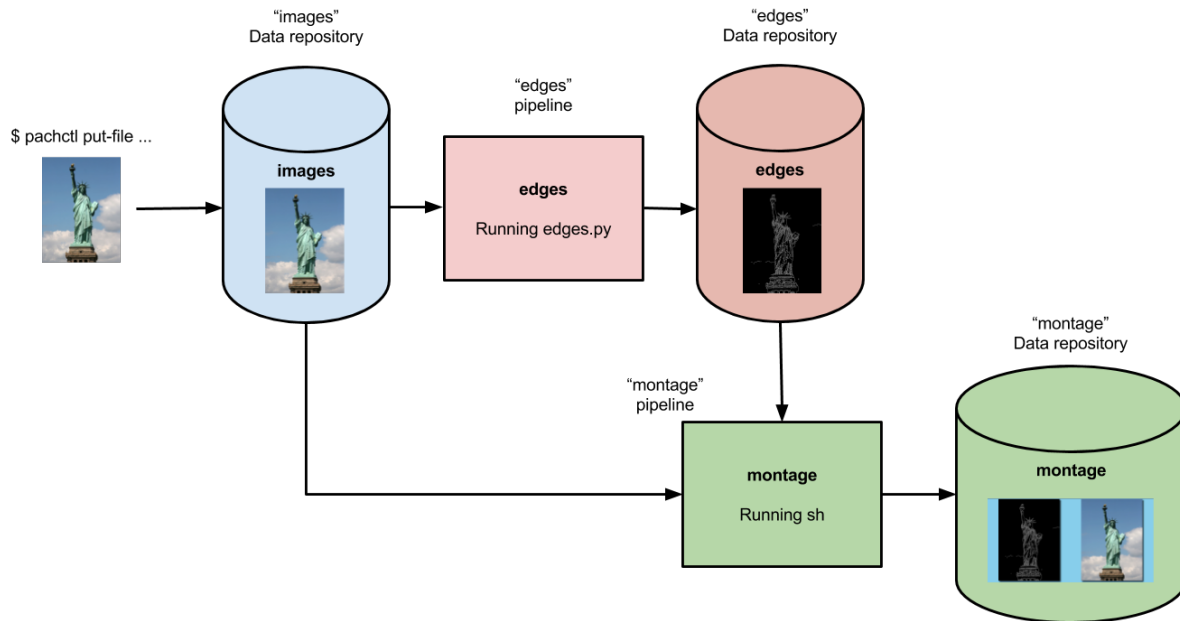 “images”
Data repository
“edges”
Data repository
“edges”
pipeline
$ pachctl put-file ...
images
edges
Running edges.py
edges
“montage”
Data repository
“montage”
pipeline
montage
Running sh
montage